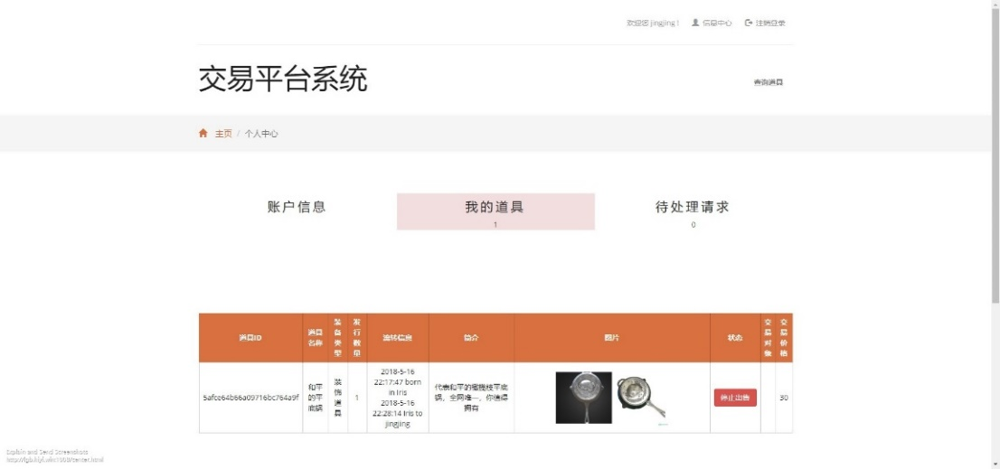 欢迎您 jingjing !
信息中心
注销登录
交易平台系统
查询道具
主页 / 个人中心
账户信息
我的道具
1
待处理请求
0
道具ID
道具
名称
装
备
类
型
发
行
数
量
流转信息
简介
图片
状态
交
易
对
象
交
易
价
格
5afce64b66a09716bc764a9f
和平
的平
底锅
装
饰
道
具
1
2018-5-16
22:17:47 born
in Iris
2018-5-16
22:28:14 Iris to
jingjing
代表和平的橄榄枝平底
锅，全网唯一，你值得
拥有
停止出售
30
Explain and Send Screenshots